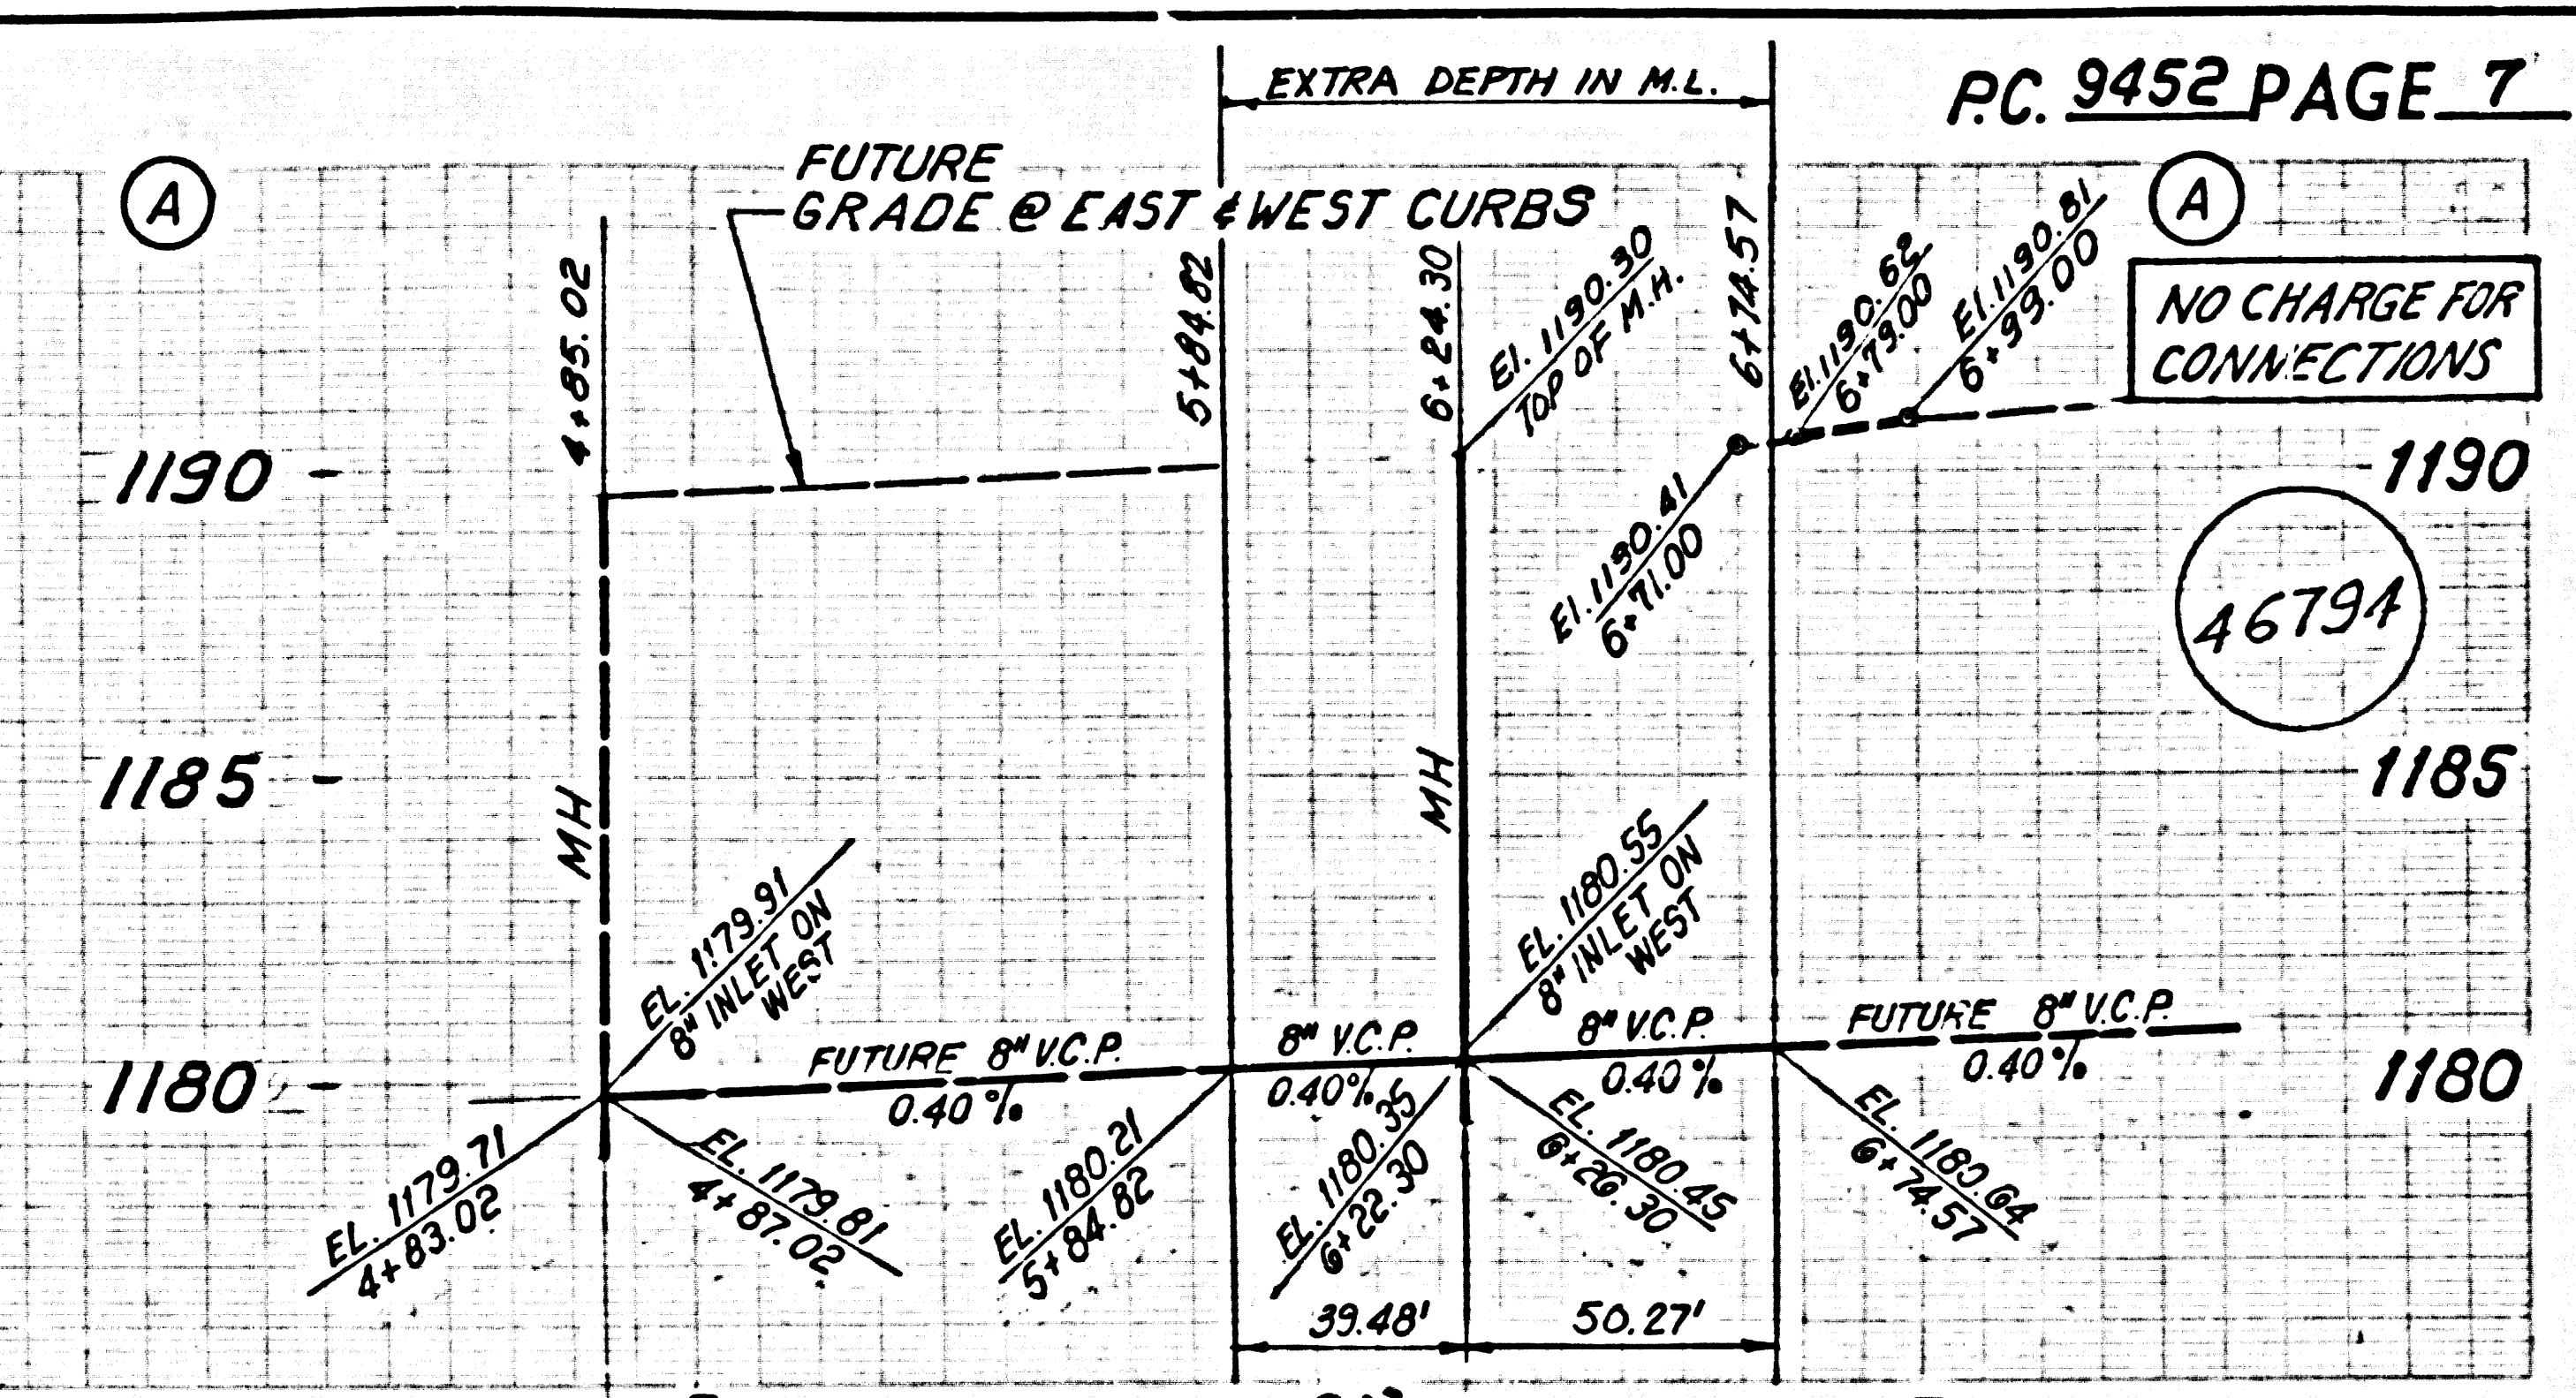 EXTRA DEPTH IN M.L.
P.C. 9452 PAGE 7
A
FUTURE
GRADE @ EAST & WEST CURBS
A
NO CHARGE FOR
CONNECTIONS
4+85.02
5+84.82
6+24.30
El. 1190.30
TOP OF M.H.
6+74.57
El. 1190.62
6+79.00
El. 1190.81
6+99.00
1190
1190
El. 1190.41
6+71.00
46794
1185
1185
MH
MH
EL. 1179.91
8" INLET ON
WEST
EL. 1180.55
8" INLET ON
WEST
1180
FUTURE 8" V.C.P.
0.40 %
8" V.C.P.
0.40%
8" V.C.P.
0.40 %
FUTURE 8" V.C.P.
0.40 %
1180
EL. 1179.71
4+83.02
EL. 1179.81
4+87.02
EL. 1180.21
5+84.82
EL. 1180.35
6+22.30
EL. 1180.45
6+26.30
EL. 1180.64
6+74.57
39.48'
50.27'